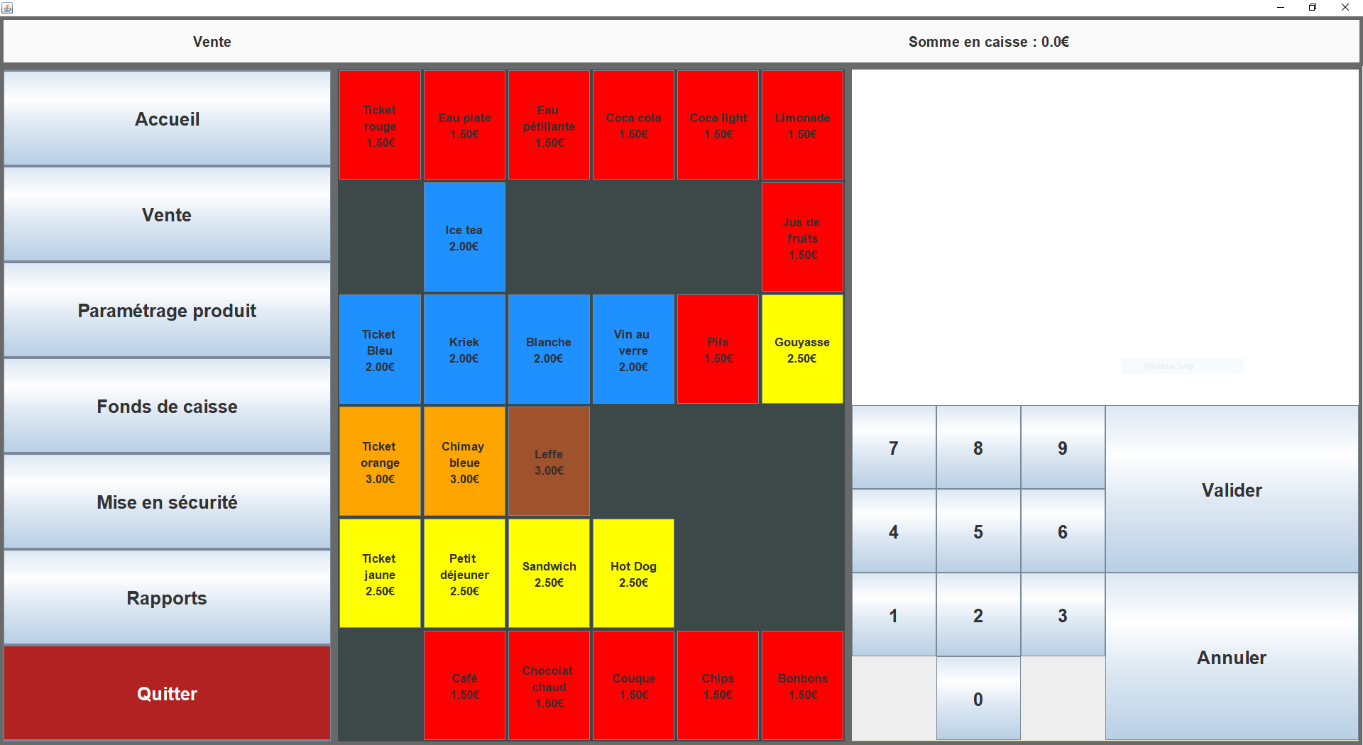 Vente
Somme en caisse : 0.0€
Accueil
Vente
Paramétrage produit
Fonds de caisse
Mise en sécurité
Rapports
Quitter
Ticket
rouge
1.50€
Eau plate
1.50€
Eau
pétillante
1.50€
Coca cola
1.50€
Coca light
1.50€
Limonade
1.50€
Ice tea
2.00€
Jus de
fruits
1.50€
Ticket
Bleu
2.00€
Kriek
2.00€
Blanche
2.00€
Vin au
verre
2.00€
Pils
1.50€
Gouyasse
2.50€
Ticket
orange
3.00€
Chimay
bleue
3.00€
Leffe
3.00€
Ticket
jaune
2.50€
Petit
déjeuner
2.50€
Sandwich
2.50€
Hot Dog
2.50€
Café
1.50€
Chocolat
chaud
1.50€
Couque
1.50€
Chips
1.50€
Bonbons
1.50€
Window Snip
7
8
9
Valider
4
5
6
1
2
3
Annuler
0